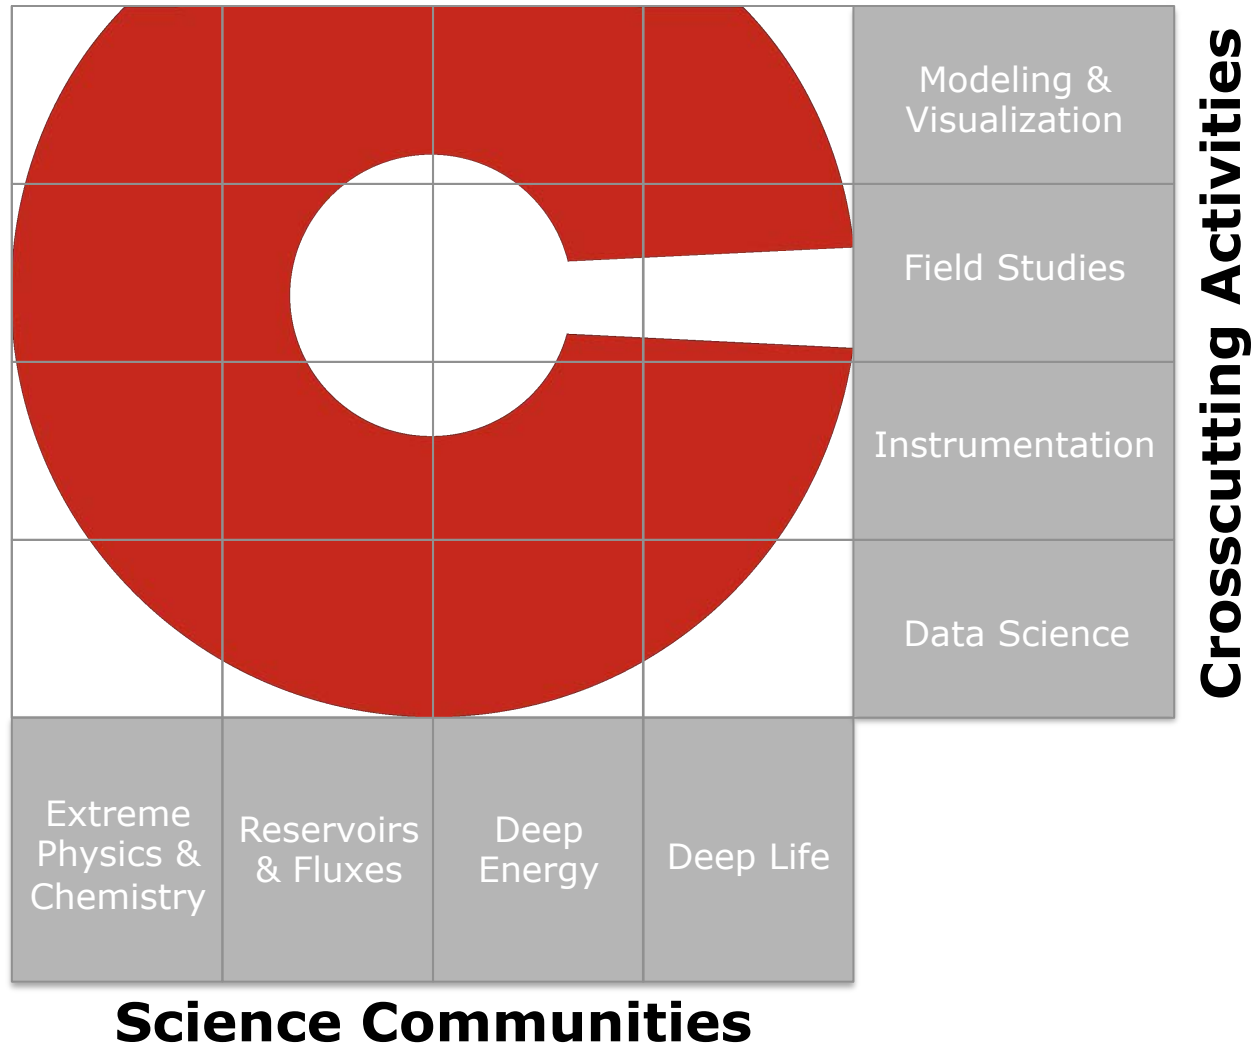 Modeling &
Visualization
Field Studies
Instrumentation
Data Science
Crosscutting Activities
Extreme
Physics &
Chemistry
Reservoirs
& Fluxes
Deep
Energy
Deep Life
Science Communities